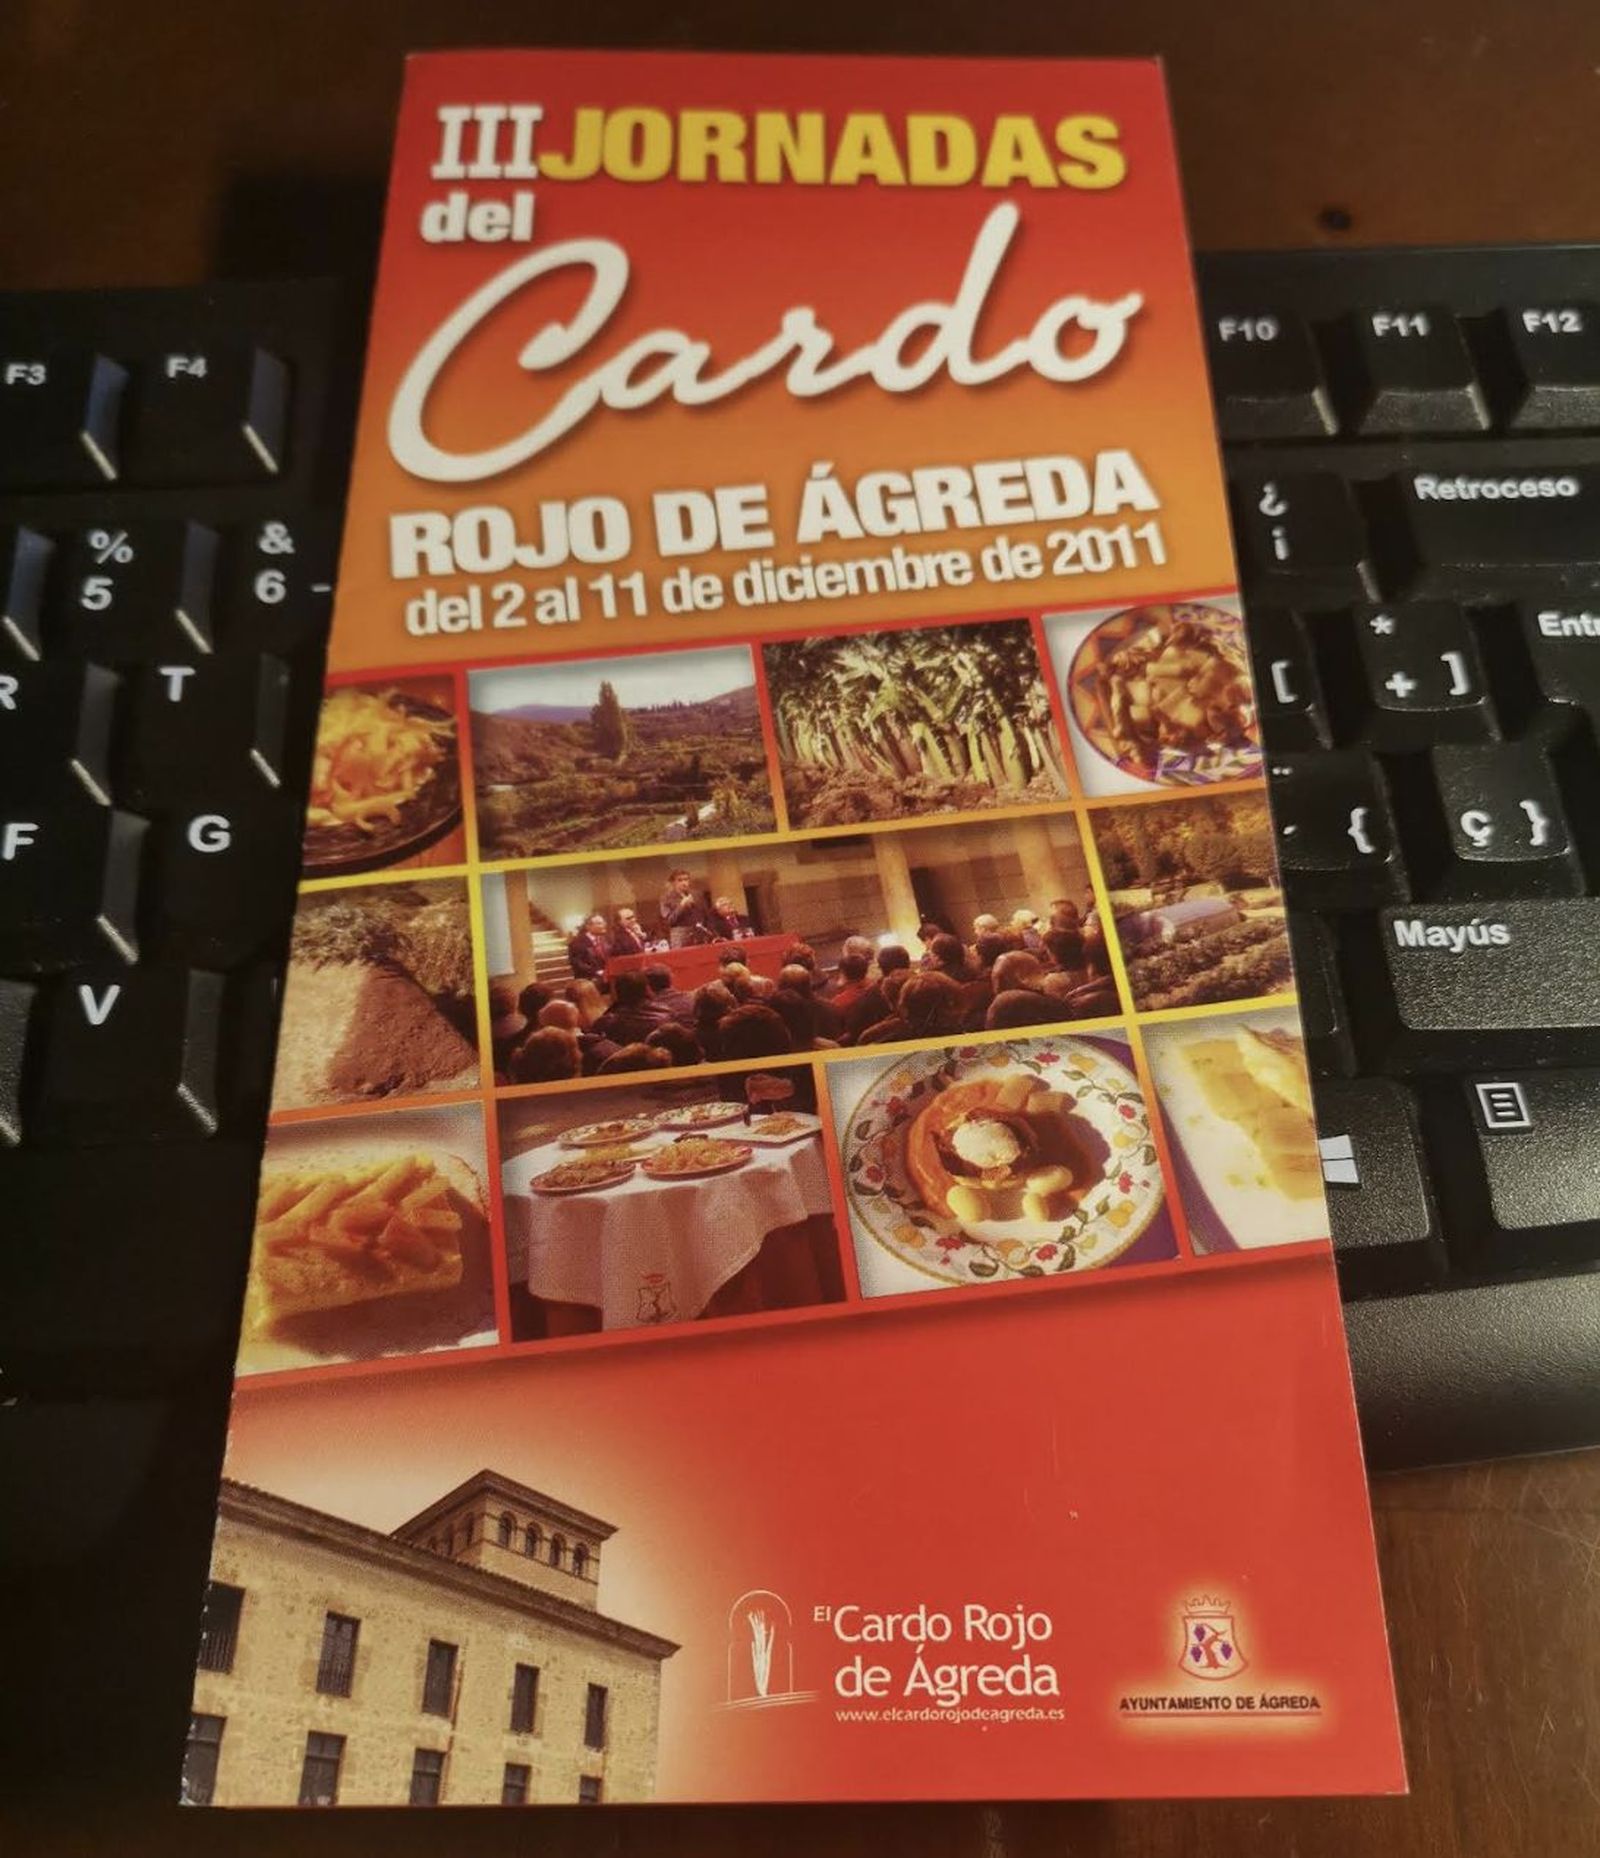 III JORNADAS
del
Cardo
ROJO DE ÁGREDA
del 2 al 11 de diciembre de 2011
El Cardo Rojo
de Ágreda
www.elcardorojodeagreda.es
AYUNTAMIENTO DE ÁGREDA
F3 F4 F10 F11 F12
% 5 & 6 ¿ ¡ Retroceso
R T [ * + ] Entr
F G ¨ ´ { ç }
V Mayús